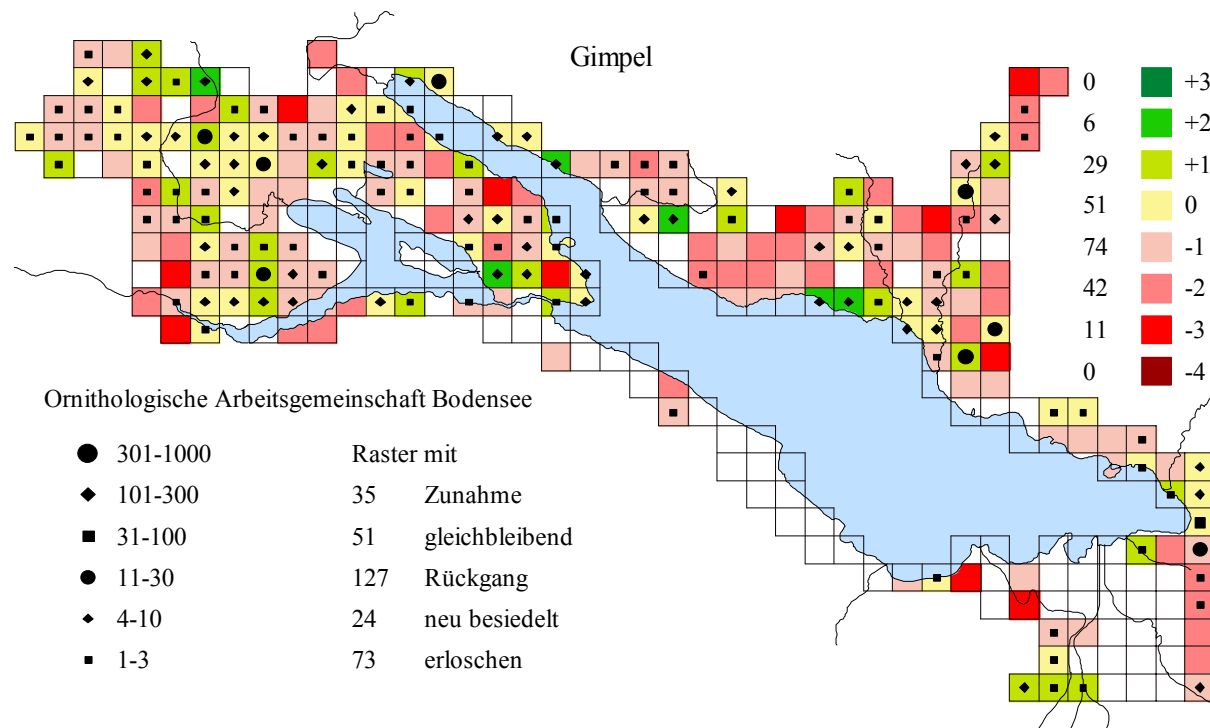 Gimpel
0 +3
6 +2
29 +1
51 0
74 -1
42 -2
11 -3
0 -4
Ornithologische Arbeitsgemeinschaft Bodensee
301-1000 Raster mit
101-300 35 Zunahme
31-100 51 gleichbleibend
11-30 127 Rückgang
4-10 24 neu besiedelt
1-3 73 erloschen